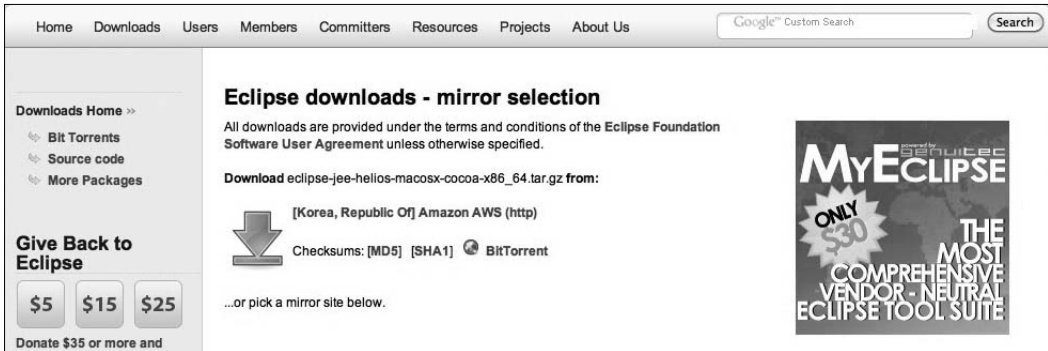 Home Downloads Users Members Committers Resources Projects About Us
Google™ Custom Search
Search
Downloads Home »
Bit Torrents
Source code
More Packages
Give Back to
Eclipse
$5 $15 $25
Donate $35 or more and
Eclipse downloads - mirror selection
All downloads are provided under the terms and conditions of the Eclipse Foundation
Software User Agreement unless otherwise specified.
Download eclipse-jee-helios-macosx-cocoa-x86_64.tar.gz from:
[Korea, Republic Of] Amazon AWS (http)
Checksums: [MD5] [SHA1] BitTorrent
...or pick a mirror site below.
powered by genuitec
MYECLIPSE
ONLY
$30
THE
MOST
COMPREHENSIVE
VENDOR - NEUTRAL
ECLIPSE TOOL SUITE